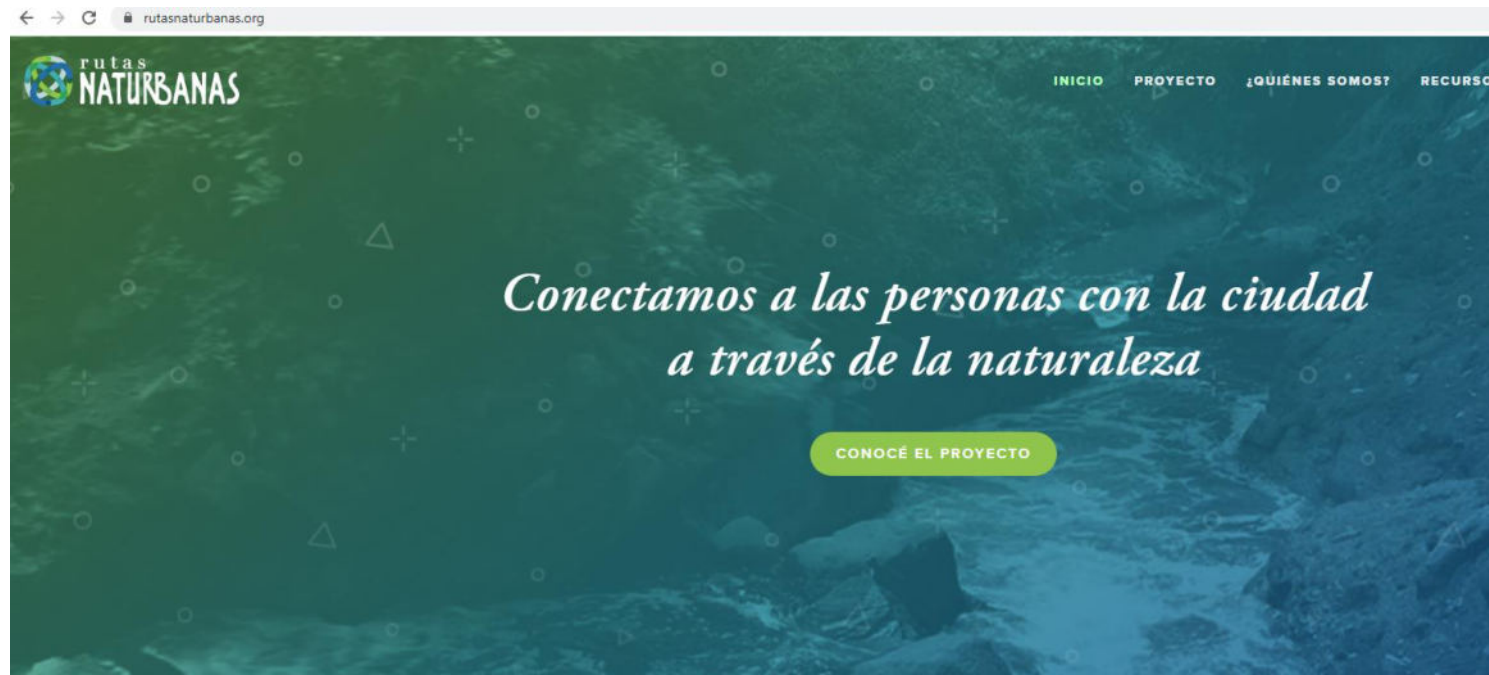 rutasnaturbanas.org
rutas
NATURBANAS
INICIO PROYECTO ¿QUIÉNES SOMOS? RECURSO
Conectamos a las personas con la ciudad
a través de la naturaleza
CONOCÉ EL PROYECTO